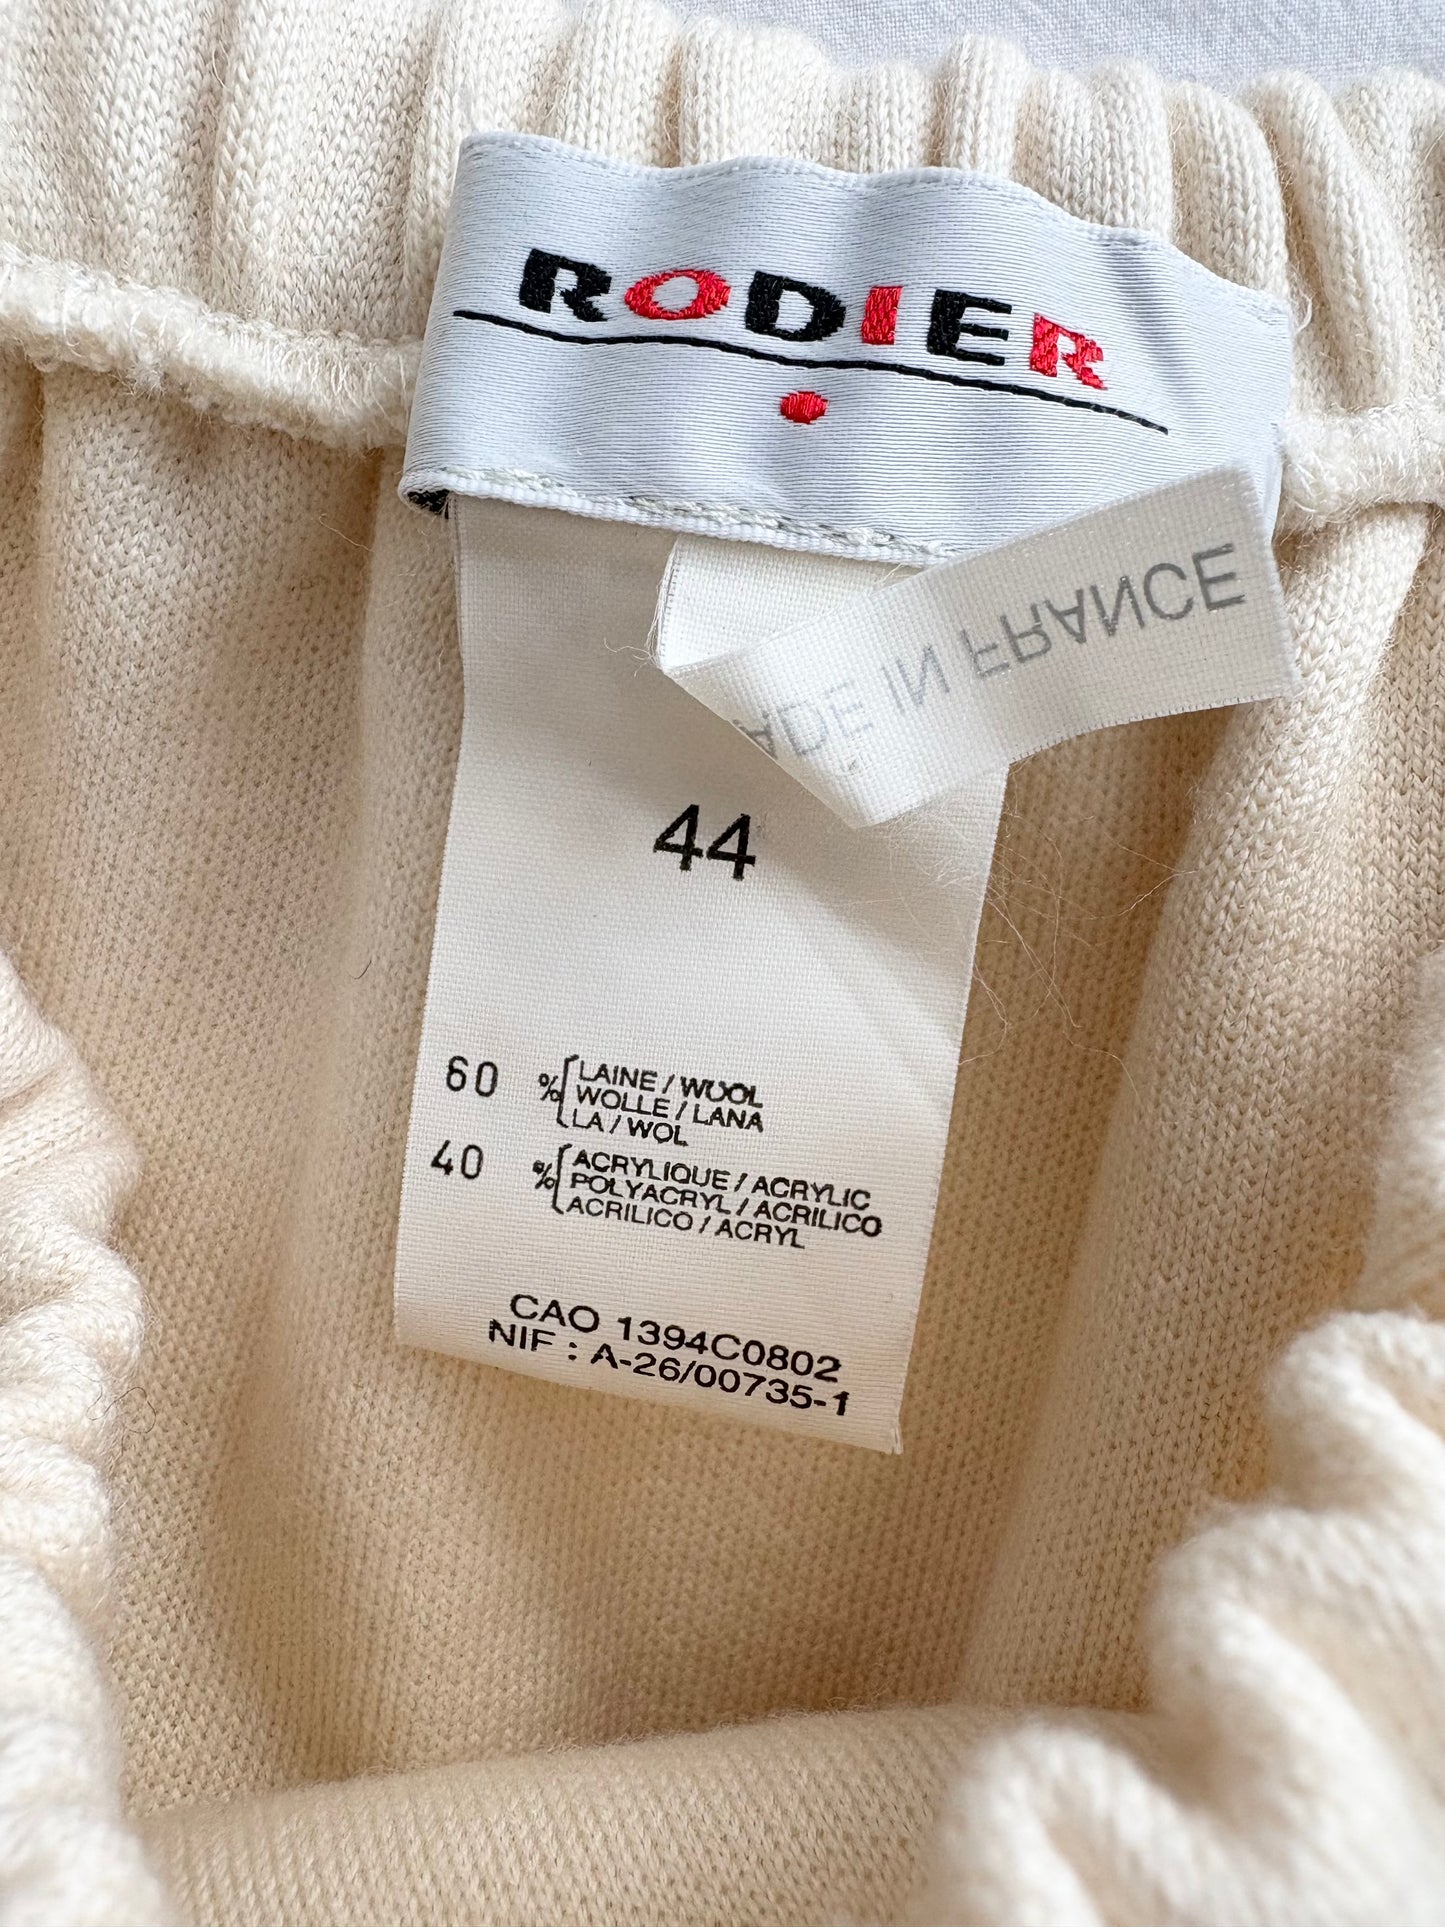 RODIER
ADE IN FRANCE
44
60 % LAINE / WOOL
WOLLE / LANA
LA / WOL
40 % ACRYLIQUE / ACRYLIC
POLYACRYL / ACRILICO
ACRILICO / ACRYL
CAO 1394C0802
NIF : A-26/00735-1